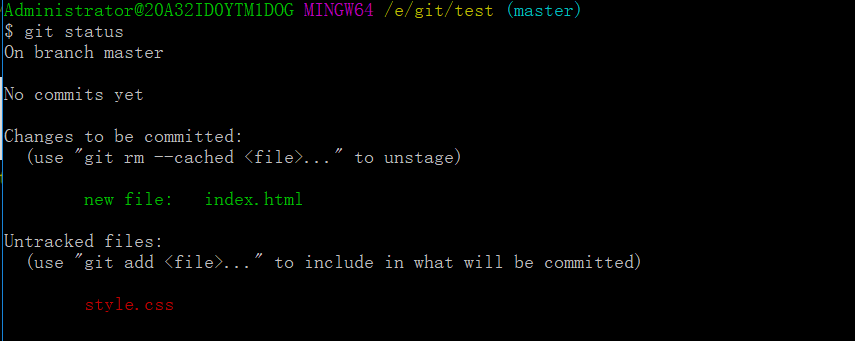 Administrator@20A32ID0YTM1DOG MINGW64 /e/git/test (master)
$ git status
On branch master
No commits yet
Changes to be committed:
(use "git rm --cached <file>..." to unstage)
new file: index.html
Untracked files:
(use "git add <file>..." to include in what will be committed)
style.css